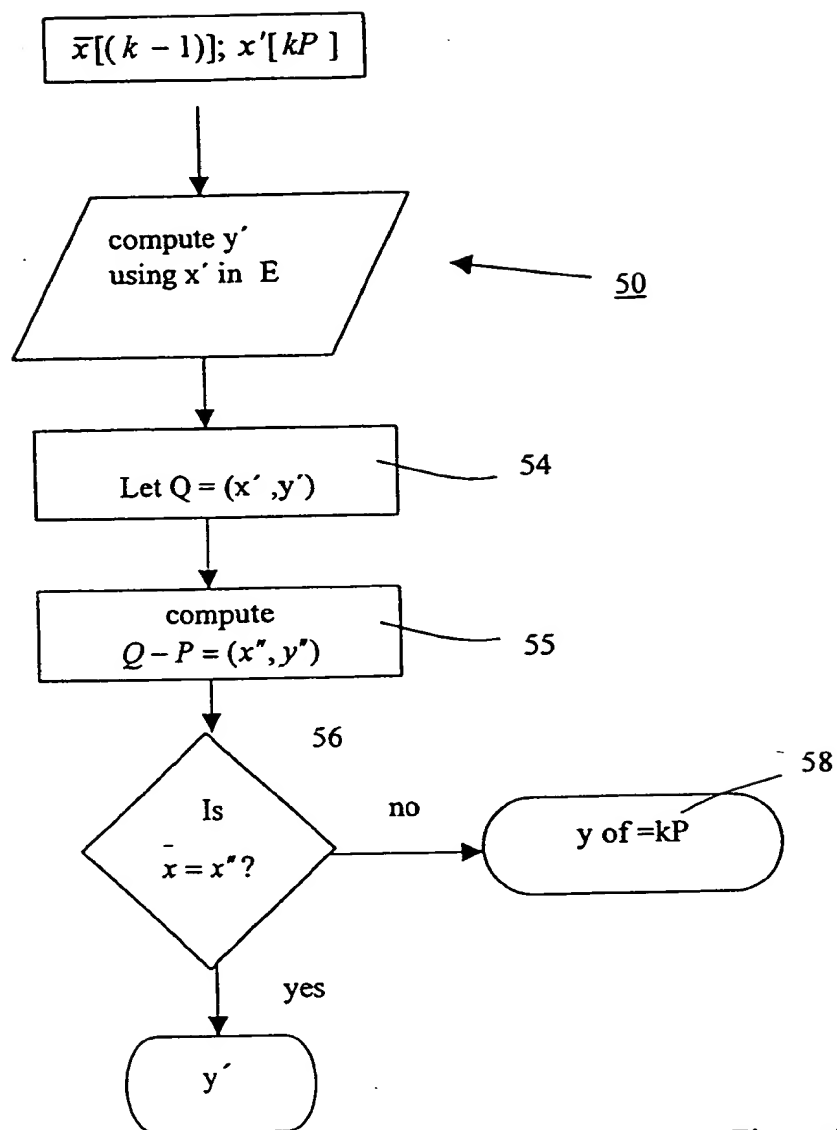 x̄[(k − 1)]; x′[kP ]
compute y′
using x′ in E
50
Let Q = (x′ ,y′)
54
compute
Q − P = (x″, y″)
55
56
Is
x̄ = x″ ?
no
y of =kP
58
yes
y′